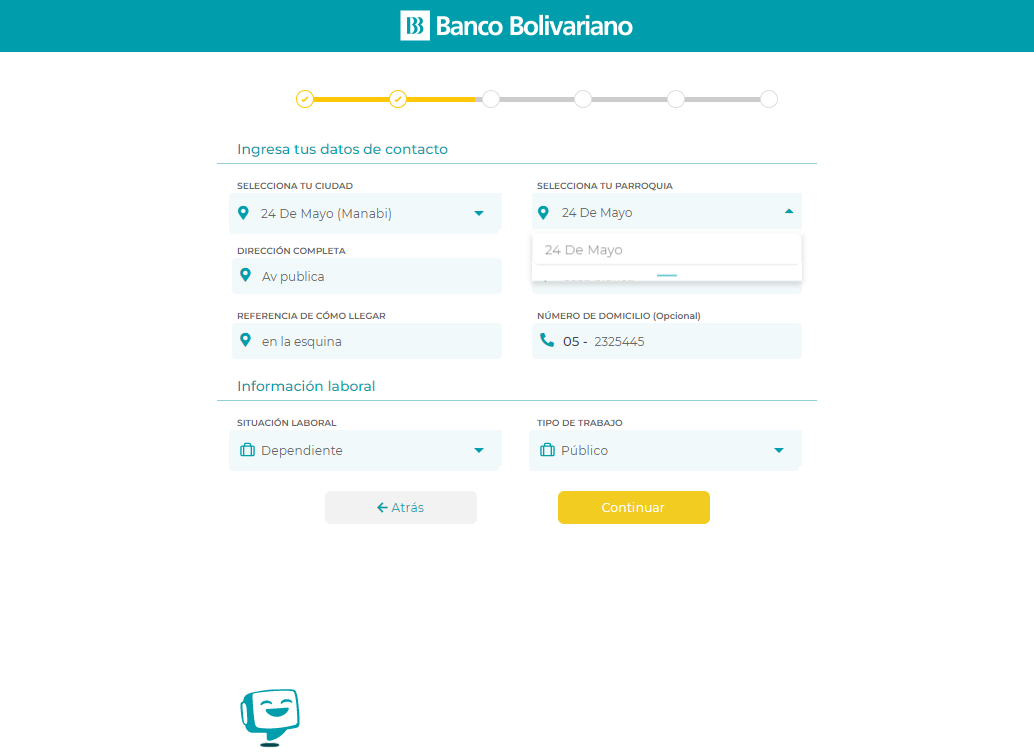 Banco Bolivariano
Ingresa tus datos de contacto
SELECCIONA TU CIUDAD
24 De Mayo (Manabi)
SELECCIONA TU PARROQUIA
24 De Mayo
24 De Mayo
DIRECCIÓN COMPLETA
Av publica
REFERENCIA DE CÓMO LLEGAR
en la esquina
NÚMERO DE DOMICILIO (Opcional)
05 - 2325445
Información laboral
SITUACIÓN LABORAL
Dependiente
TIPO DE TRABAJO
Público
Atrás
Continuar